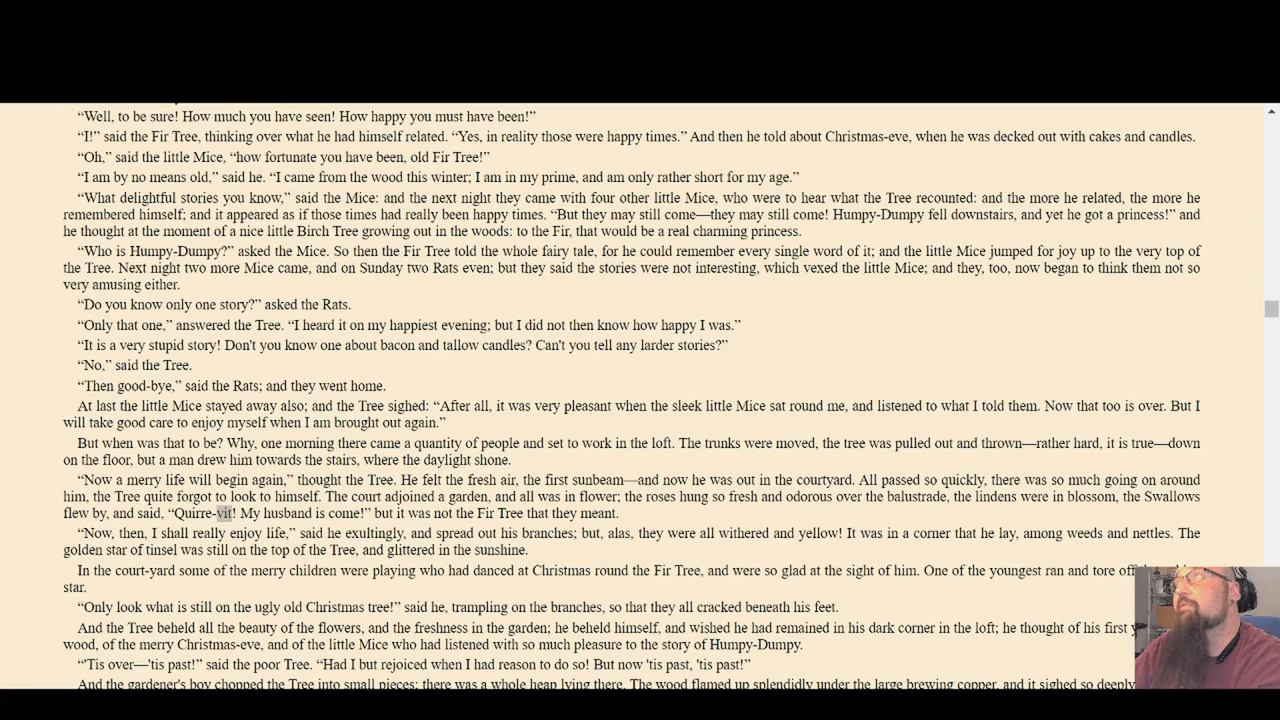 “Well, to be sure! How much you have seen! How happy you must have been!”
“I!” said the Fir Tree, thinking over what he had himself related. “Yes, in reality those were happy times.” And then he told about Christmas-eve, when he was decked out with cakes and candles.
“Oh,” said the little Mice, “how fortunate you have been, old Fir Tree!”
“I am by no means old,” said he. “I came from the wood this winter; I am in my prime, and am only rather short for my age.”
“What delightful stories you know,” said the Mice: and the next night they came with four other little Mice, who were to hear what the Tree recounted: and the more he related, the more he
remembered himself; and it appeared as if those times had really been happy times. “But they may still come—they may still come! Humpy-Dumpy fell downstairs, and yet he got a princess!” and
he thought at the moment of a nice little Birch Tree growing out in the woods: to the Fir, that would be a real charming princess.
“Who is Humpy-Dumpy?” asked the Mice. So then the Fir Tree told the whole fairy tale, for he could remember every single word of it; and the little Mice jumped for joy up to the very top of
the Tree. Next night two more Mice came, and on Sunday two Rats even; but they said the stories were not interesting, which vexed the little Mice; and they, too, now began to think them not so
very amusing either.
“Do you know only one story?” asked the Rats.
“Only that one,” answered the Tree. “I heard it on my happiest evening; but I did not then know how happy I was.”
“It is a very stupid story! Don't you know one about bacon and tallow candles? Can't you tell any larder stories?”
“No,” said the Tree.
“Then good-bye,” said the Rats; and they went home.
At last the little Mice stayed away also; and the Tree sighed: “After all, it was very pleasant when the sleek little Mice sat round me, and listened to what I told them. Now that too is over. But I
will take good care to enjoy myself when I am brought out again.”
But when was that to be? Why, one morning there came a quantity of people and set to work in the loft. The trunks were moved, the tree was pulled out and thrown—rather hard, it is true—down
on the floor, but a man drew him towards the stairs, where the daylight shone.
“Now a merry life will begin again,” thought the Tree. He felt the fresh air, the first sunbeam—and now he was out in the courtyard. All passed so quickly, there was so much going on around
him, the Tree quite forgot to look to himself. The court adjoined a garden, and all was in flower; the roses hung so fresh and odorous over the balustrade, the lindens were in blossom, the Swallows
flew by, and said, “Quirre-vit! My husband is come!” but it was not the Fir Tree that they meant.
“Now, then, I shall really enjoy life,” said he exultingly, and spread out his branches; but, alas, they were all withered and yellow! It was in a corner that he lay, among weeds and nettles. The
golden star of tinsel was still on the top of the Tree, and glittered in the sunshine.
In the court-yard some of the merry children were playing who had danced at Christmas round the Fir Tree, and were so glad at the sight of him. One of the youngest ran and tore off
star.
“Only look what is still on the ugly old Christmas tree!” said he, trampling on the branches, so that they all cracked beneath his feet.
And the Tree beheld all the beauty of the flowers, and the freshness in the garden; he beheld himself, and wished he had remained in his dark corner in the loft; he thought of his first
wood, of the merry Christmas-eve, and of the little Mice who had listened with so much pleasure to the story of Humpy-Dumpy.
“'Tis over—'tis past!” said the poor Tree. “Had I but rejoiced when I had reason to do so! But now 'tis past, 'tis past!”
And the gardener's boy chopped the Tree into small pieces; there was a whole heap lying there. The wood flamed up splendidly under the large brewing copper, and it sighed so deeply